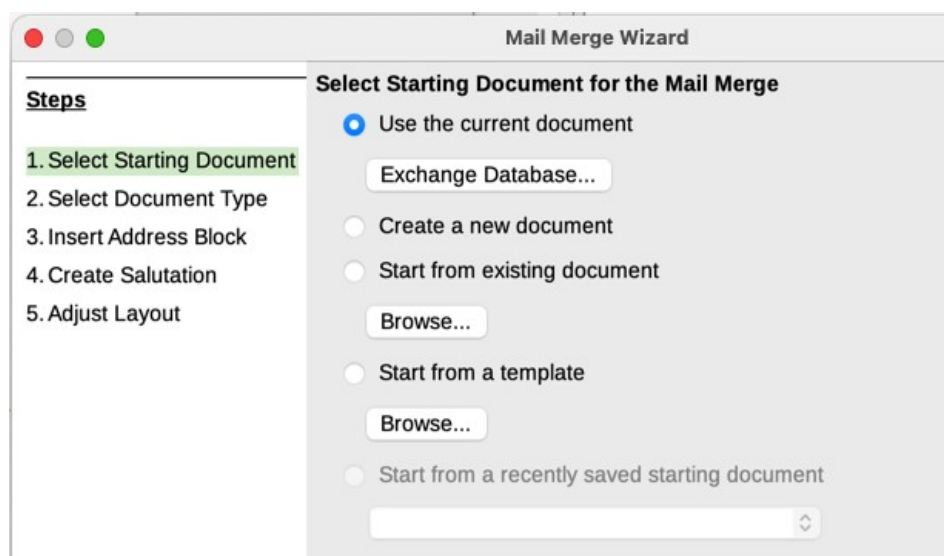 Mail Merge Wizard
Steps
1. Select Starting Document
2. Select Document Type
3. Insert Address Block
4. Create Salutation
5. Adjust Layout
Select Starting Document for the Mail Merge
Use the current document
Exchange Database...
Create a new document
Start from existing document
Browse...
Start from a template
Browse...
Start from a recently saved starting document